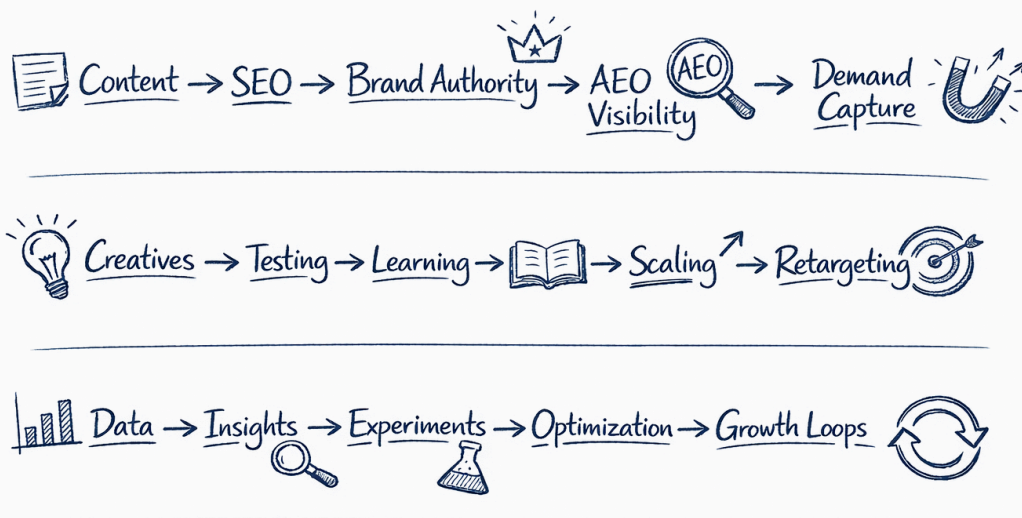 Content → SEO → Brand Authority → AEO Visibility AEO → Demand Capture
Creatives → Testing → Learning → → Scaling → Retargeting
Data → Insights → Experiments → Optimization → Growth Loops